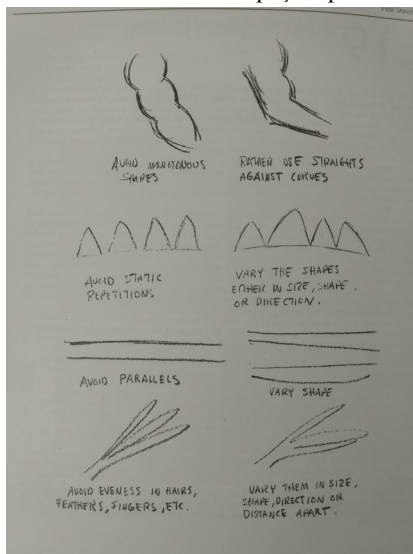 AVOID MONOTONOUS
SHAPES
RATHER USE STRAIGHTS
AGAINST CURVES
AVOID STATIC
REPETITIONS
VARY THE SHAPES
EITHER IN SIZE, SHAPE
OR DIRECTION.
AVOID PARALLELS
VARY SHAPE
AVOID EVENESS IN HAIRS,
FEATHERS, FINGERS, ETC.
VARY THEM IN SIZE,
SHAPE, DIRECTION OR
DISTANCE APART.